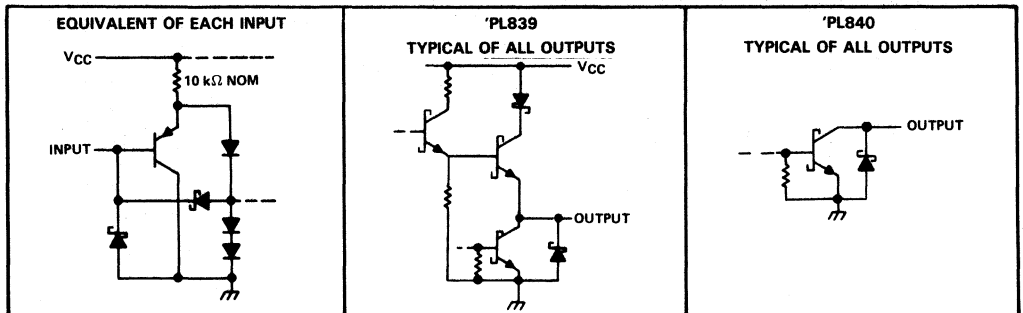 EQUIVALENT OF EACH INPUT
VCC
10 kΩ NOM
INPUT
'PL839
TYPICAL OF ALL OUTPUTS
VCC
OUTPUT
'PL840
TYPICAL OF ALL OUTPUTS
OUTPUT